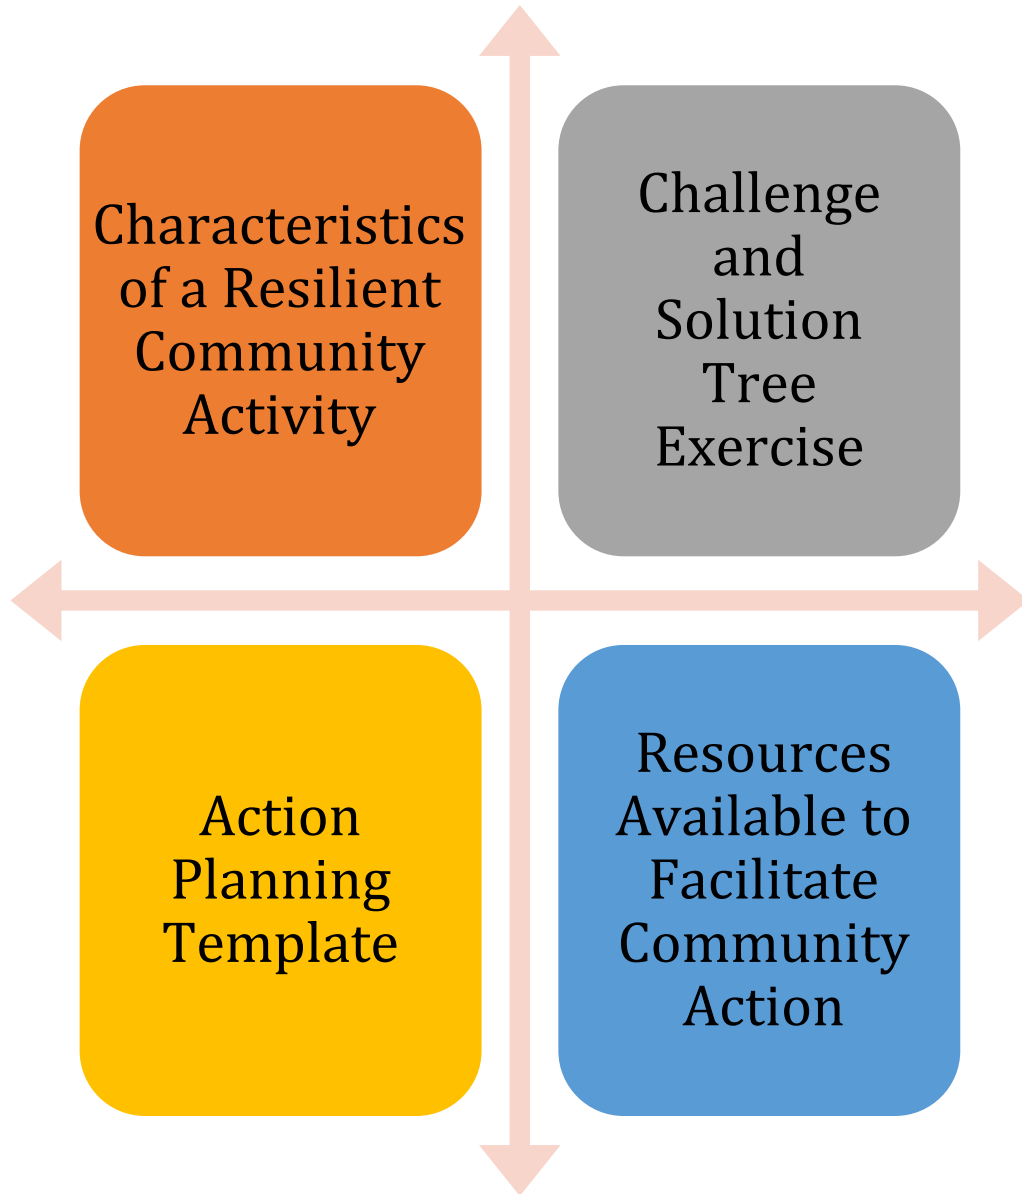 Characteristics
of a Resilient
Community
Activity
Challenge
and
Solution
Tree
Exercise
Action
Planning
Template
Resources
Available to
Facilitate
Community
Action